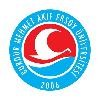 BURDUR MEHMET AKİF ERSOY ÜNİVERSİTESİ
2006